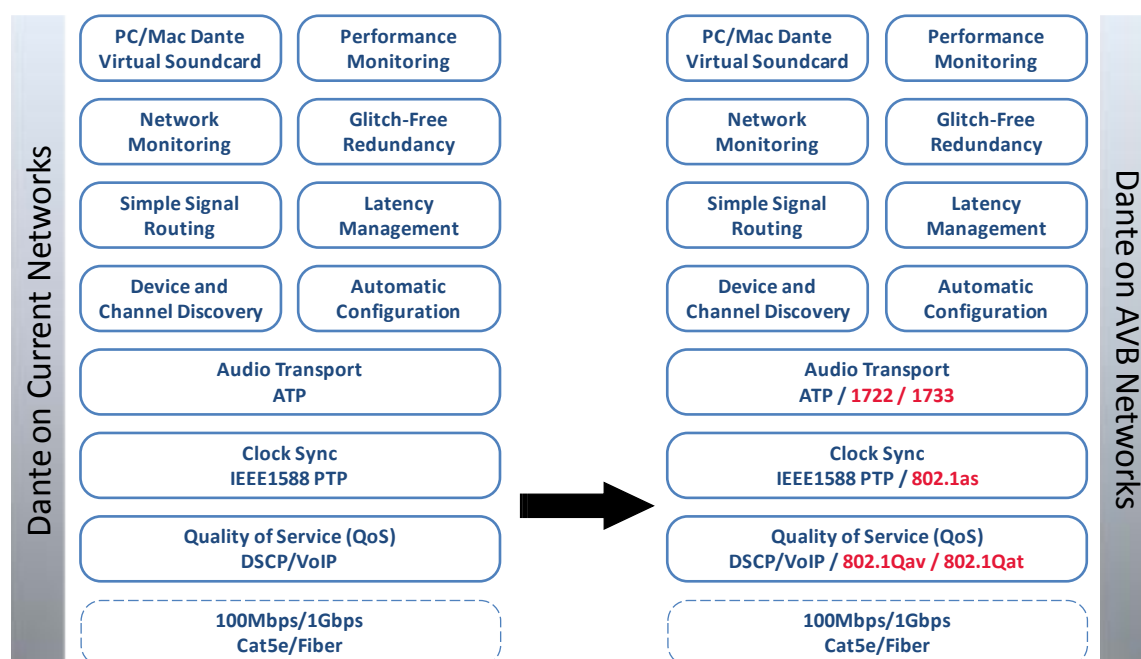 Dante on Current Networks
PC/Mac Dante
Virtual Soundcard
Performance
Monitoring
Network
Monitoring
Glitch-Free
Redundancy
Simple Signal
Routing
Latency
Management
Device and
Channel Discovery
Automatic
Configuration
Audio Transport
ATP
Clock Sync
IEEE1588 PTP
Quality of Service (QoS)
DSCP/VoIP
100Mbps/1Gbps
Cat5e/Fiber
PC/Mac Dante
Virtual Soundcard
Performance
Monitoring
Network
Monitoring
Glitch-Free
Redundancy
Simple Signal
Routing
Latency
Management
Device and
Channel Discovery
Automatic
Configuration
Audio Transport
ATP / 1722 / 1733
Clock Sync
IEEE1588 PTP / 802.1as
Quality of Service (QoS)
DSCP/VoIP / 802.1Qav / 802.1Qat
100Mbps/1Gbps
Cat5e/Fiber
Dante on AVB Networks